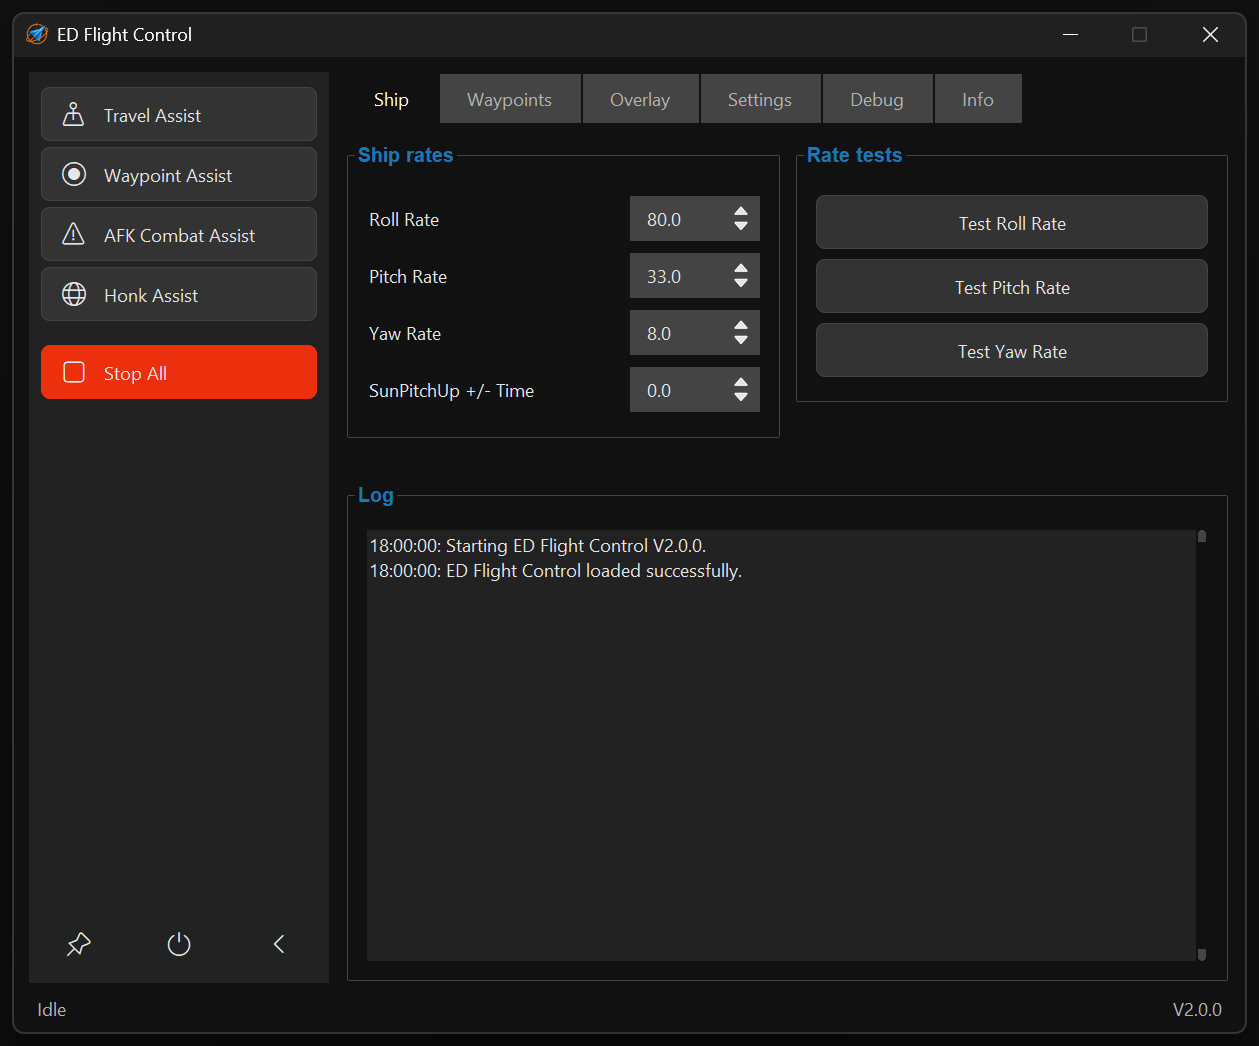 ED Flight Control
Travel Assist
Waypoint Assist
AFK Combat Assist
Honk Assist
Stop All
Ship
Waypoints
Overlay
Settings
Debug
Info
Ship rates
Roll Rate
80.0
Pitch Rate
33.0
Yaw Rate
8.0
SunPitchUp +/- Time
0.0
Rate tests
Test Roll Rate
Test Pitch Rate
Test Yaw Rate
Log
18:00:00: Starting ED Flight Control V2.0.0.
18:00:00: ED Flight Control loaded successfully.
Idle
V2.0.0